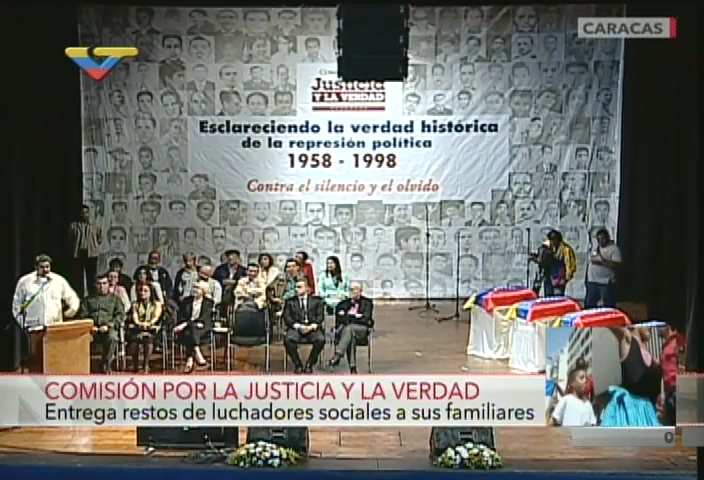 CARACAS
Justicia
Y LA VERDAD
Esclareciendo la verdad histórica
de la represión política
1958 - 1998
Contra el silencio y el olvido
COMISIÓN POR LA JUSTICIA Y LA VERDAD
Entrega restos de luchadores sociales a sus familiares
0